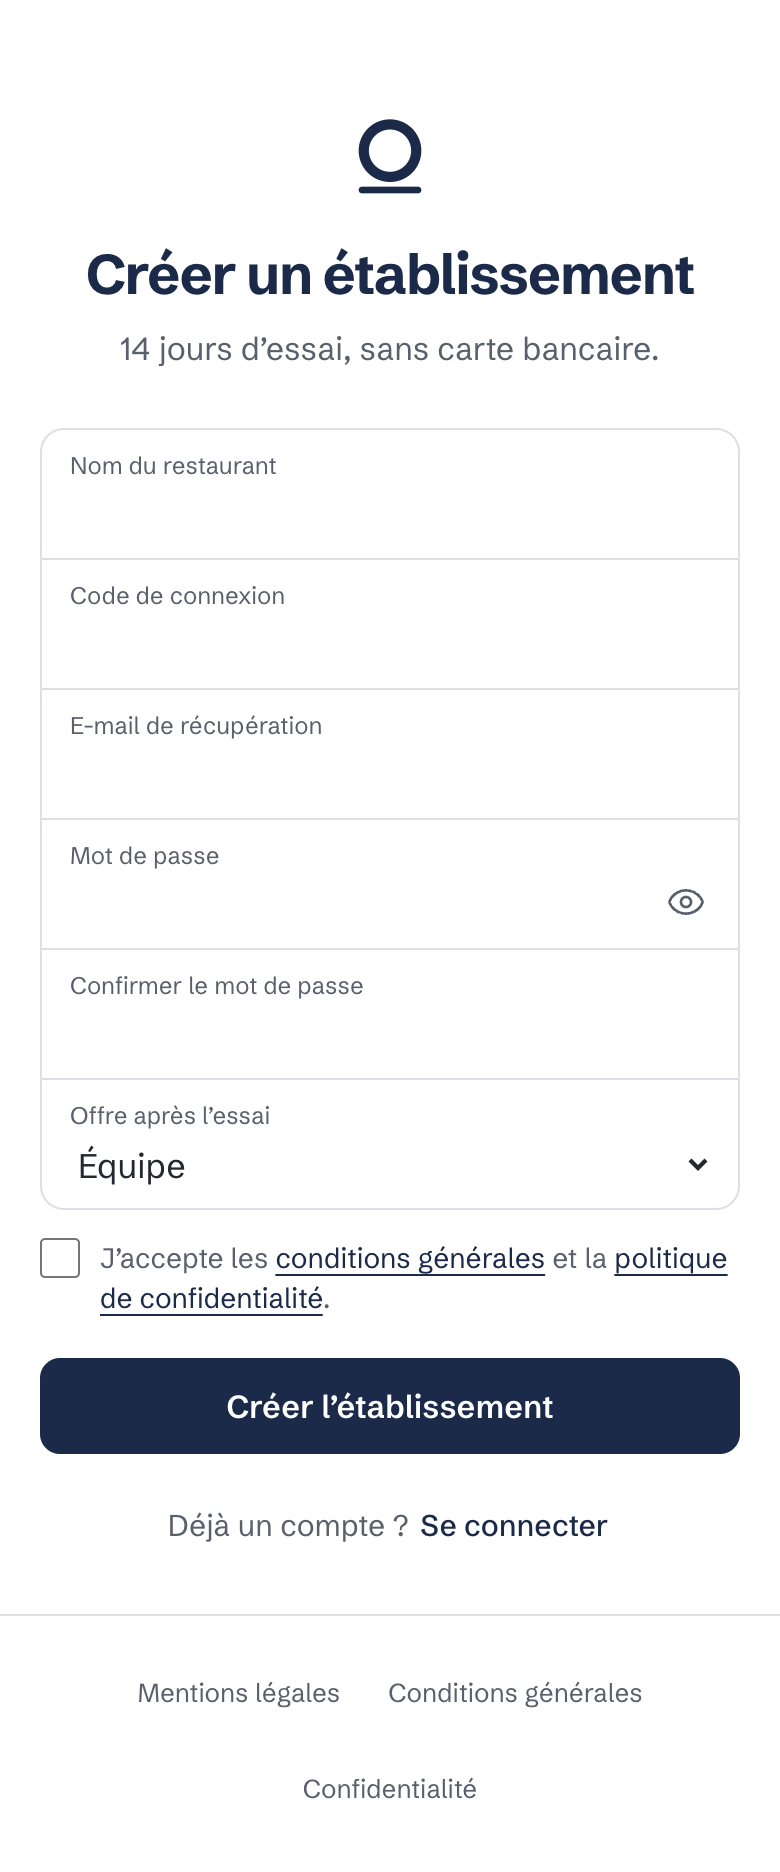 Créer un établissement
14 jours d’essai, sans carte bancaire.
Nom du restaurant
Code de connexion
E-mail de récupération
Mot de passe
Confirmer le mot de passe
Offre après l’essai
Équipe
J’accepte les conditions générales et la politique
de confidentialité.
Créer l’établissement
Déjà un compte ? Se connecter
Mentions légales Conditions générales
Confidentialité